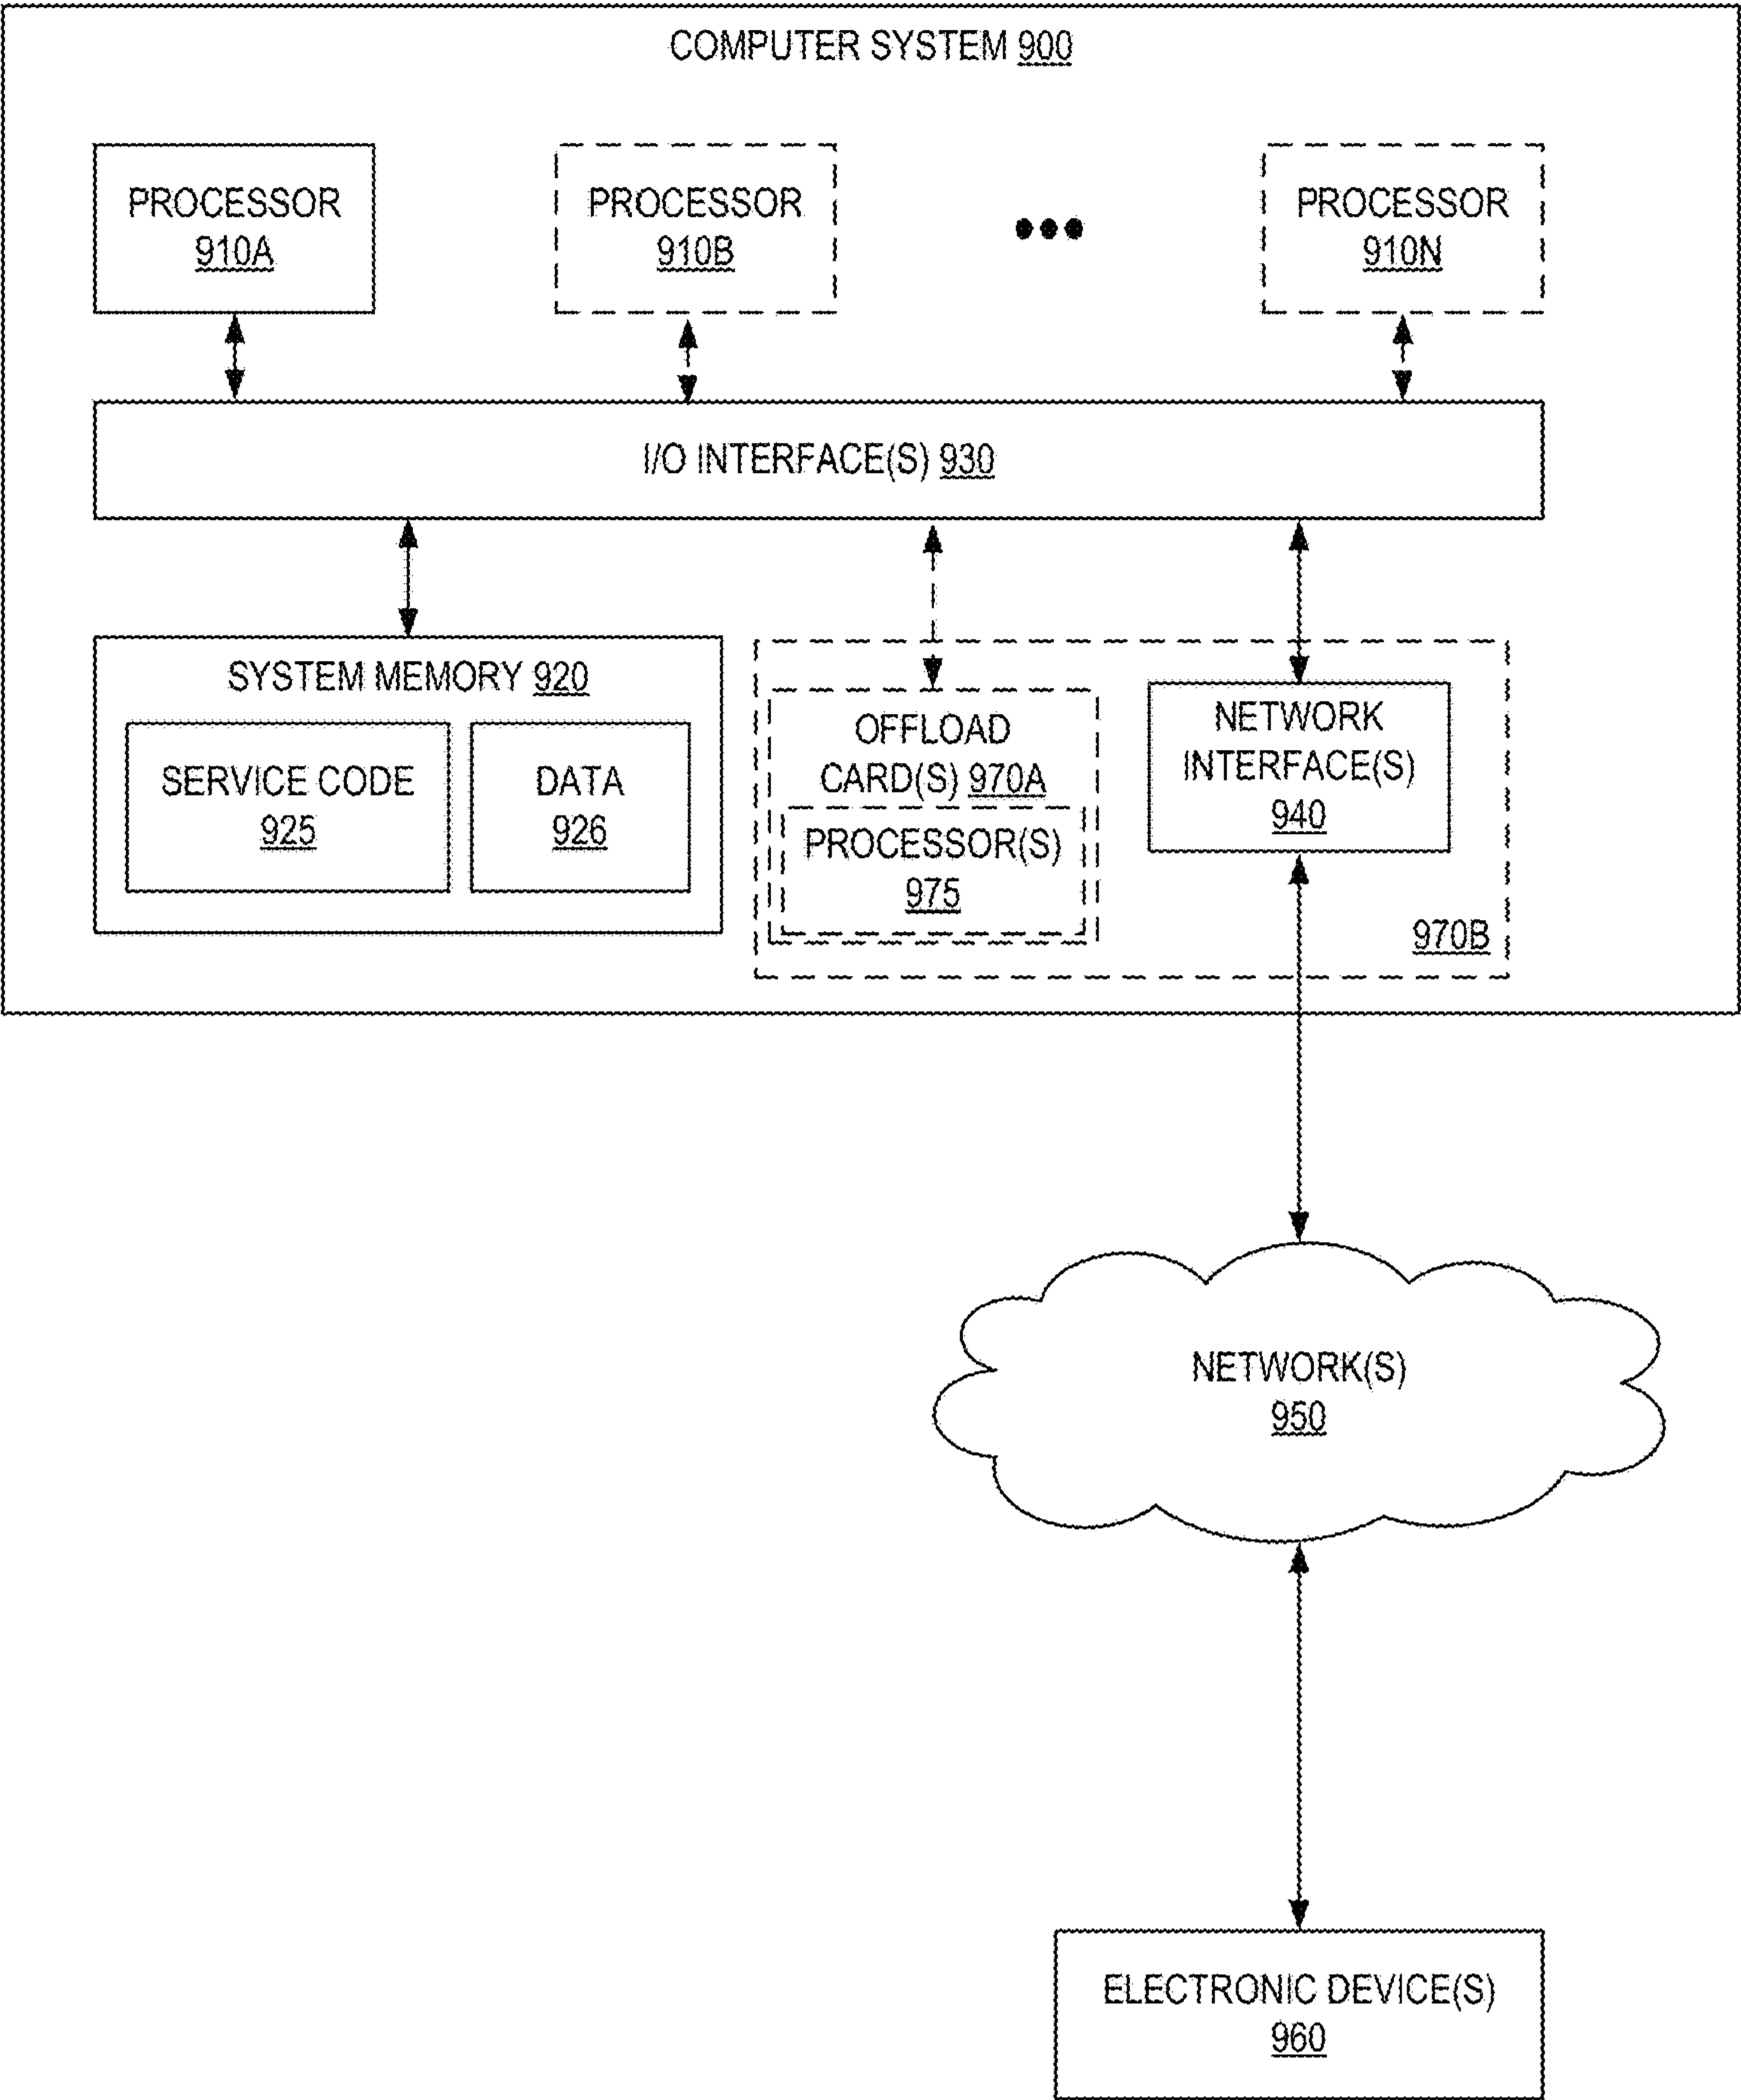 COMPUTER SYSTEM 900
PROCESSOR
910A
PROCESSOR
910B
PROCESSOR
910N
I/O INTERFACE(S) 930
SYSTEM MEMORY 920
SERVICE CODE
925
DATA
926
OFFLOAD
CARD(S) 970A
PROCESSOR(S)
975
NETWORK
INTERFACE(S)
940
970B
NETWORK(S)
950
ELECTRONIC DEVICE(S)
960